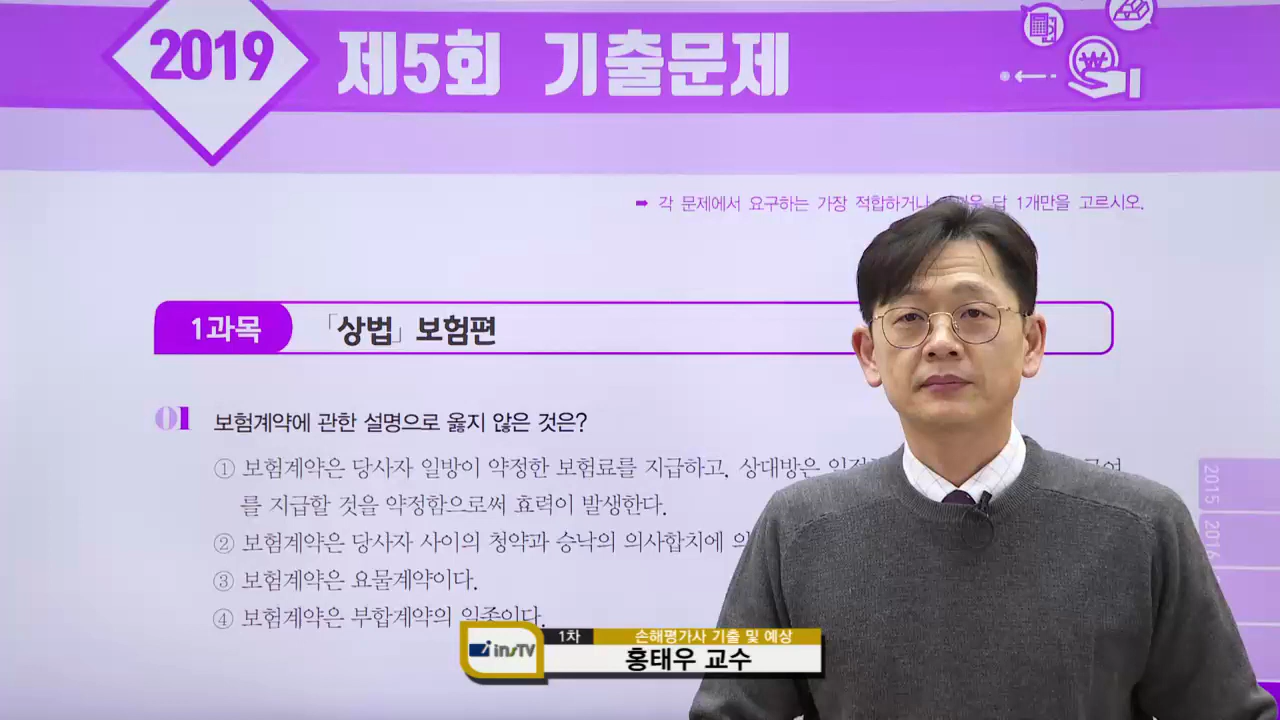 2019 제5회 기출문제
➡ 각 문제에서 요구하는 가장 적합하거나 답 1개만을 고르시오.
1과목 「상법」 보험편
01 보험계약에 관한 설명으로 옳지 않은 것은?
① 보험계약은 당사자 일방이 약정한 보험료를 지급하고, 상대방은
를 지급할 것을 약정함으로써 효력이 발생한다.
② 보험계약은 당사자 사이의 청약과 승낙의 의사합치에
③ 보험계약은 요물계약이다.
④ 보험계약은 부합계약의 일종이다.
2015
2016
insTV
1차 손해평가사 기출 및 예상
홍태우 교수